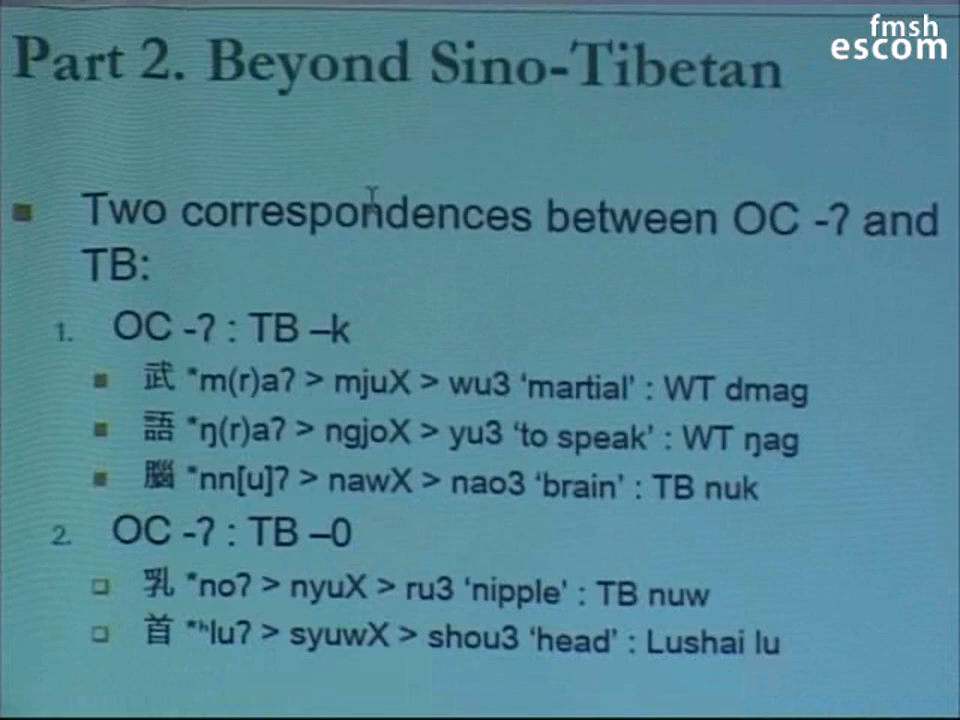 fmsh
escom
Part 2. Beyond Sino-Tibetan
Two correspondences between OC -ʔ and
TB:
1. OC -ʔ : TB –k
武 *m(r)aʔ > mjuX > wu3 ‘martial’ : WT dmag
語 *ŋ(r)aʔ > ngjoX > yu3 ‘to speak’ : WT ŋag
腦 *nn[u]ʔ > nawX > nao3 ‘brain’ : TB nuk
2. OC -ʔ : TB –0
乳 *noʔ > nyuX > ru3 ‘nipple’ : TB nuw
首 *ʰluʔ > syuwX > shou3 ‘head’ : Lushai lu